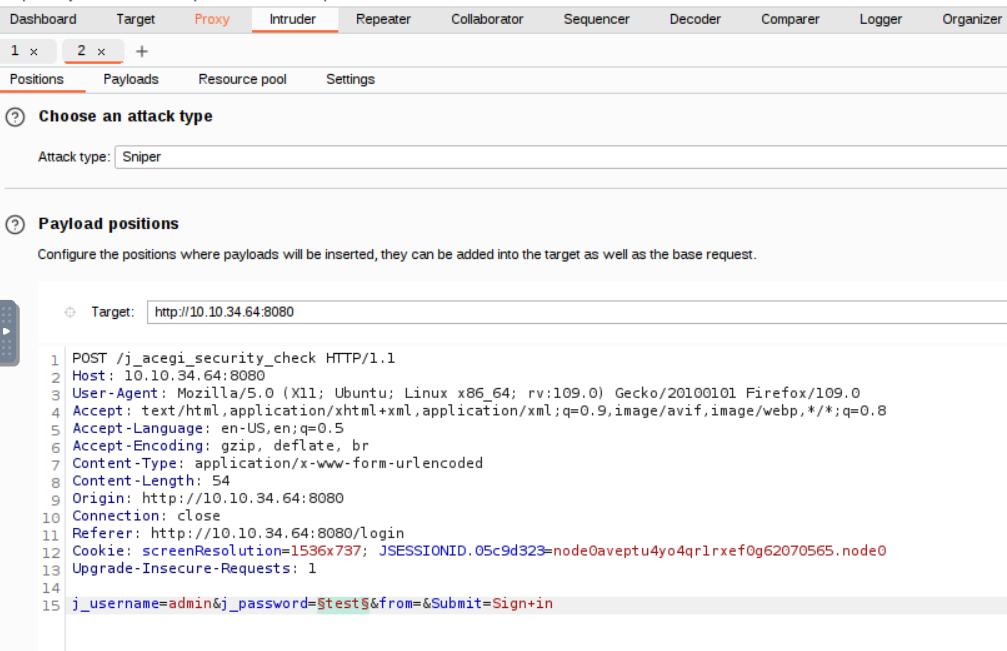 Dashboard Target Proxy Intruder Repeater Collaborator Sequencer Decoder Comparer Logger Organizer
1 × 2 × +
Positions Payloads Resource pool Settings
? Choose an attack type
Attack type: Sniper
? Payload positions
Configure the positions where payloads will be inserted, they can be added into the target as well as the base request.
Target: http://10.10.34.64:8080
1 POST /j_acegi_security_check HTTP/1.1
2 Host: 10.10.34.64:8080
3 User-Agent: Mozilla/5.0 (X11; Ubuntu; Linux x86_64; rv:109.0) Gecko/20100101 Firefox/109.0
4 Accept: text/html,application/xhtml+xml,application/xml;q=0.9,image/avif,image/webp,*/*;q=0.8
5 Accept-Language: en-US,en;q=0.5
6 Accept-Encoding: gzip, deflate, br
7 Content-Type: application/x-www-form-urlencoded
8 Content-Length: 54
9 Origin: http://10.10.34.64:8080
10 Connection: close
11 Referer: http://10.10.34.64:8080/login
12 Cookie: screenResolution=1536x737; JSESSIONID.05c9d323=node0aveptu4yo4qr1rxef0g62070565.node0
13 Upgrade-Insecure-Requests: 1
14
15 j_username=admin&j_password=§test§&from=&Submit=Sign+in